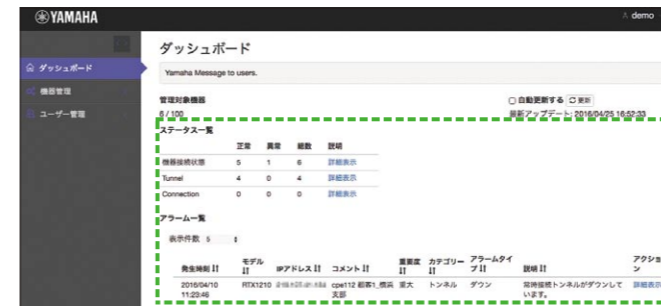 YAMAHA
demo
ダッシュボード
ダッシュボード
Yamaha Message to users.
機器管理
ユーザー管理
管理対象機器
自動更新する 更新
6 / 100
最新アップデート: 2016/04/25 16:52:33
ステータス一覧
正常 異常 総数 説明
機器接続状態 5 1 6 詳細表示
Tunnel 4 0 4 詳細表示
Connection 0 0 0 詳細表示
アラーム一覧
表示件数 5
発生時刻 モデル IPアドレス コメント 重要度 カテゴリー アラームタイプ 説明 アクション
2016/04/10 11:23:46 RTX1210 cpe112 顧客1_横浜支部 重大 トンネル ダウン 常時接続トンネルがダウンしています。 詳細表示